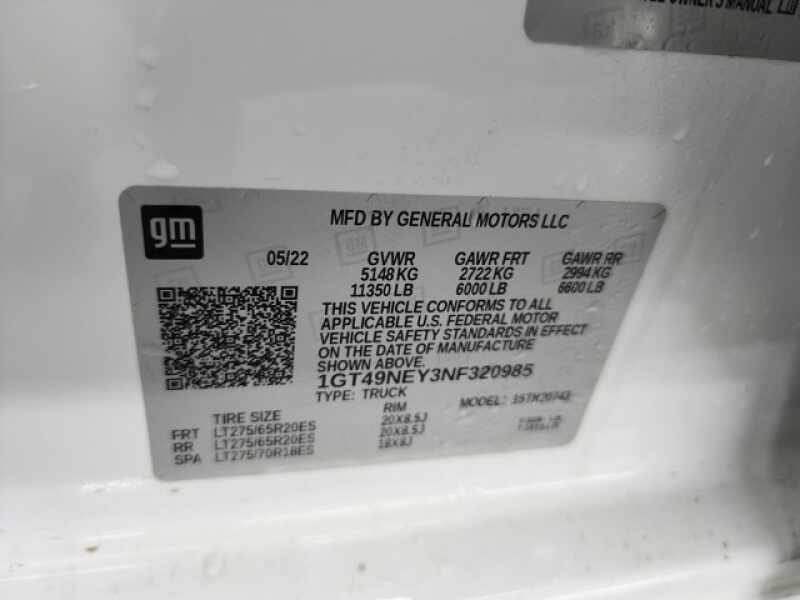 OWNER'S MANUAL
gm
MFD BY GENERAL MOTORS LLC
05/22 GVWR GAWR FRT GAWR RR
5148 KG 2722 KG 2994 KG
11350 LB 6000 LB 6600 LB
THIS VEHICLE CONFORMS TO ALL
APPLICABLE U.S. FEDERAL MOTOR
VEHICLE SAFETY STANDARDS IN EFFECT
ON THE DATE OF MANUFACTURE
SHOWN ABOVE.
1GT49NEY3NF320985
TYPE: TRUCK MODEL:
TIRE SIZE RIM
FRT LT275/65R20ES 20X8.5J
RR LT275/65R20ES 20X8.5J
SPA LT275/70R18ES 18X8J